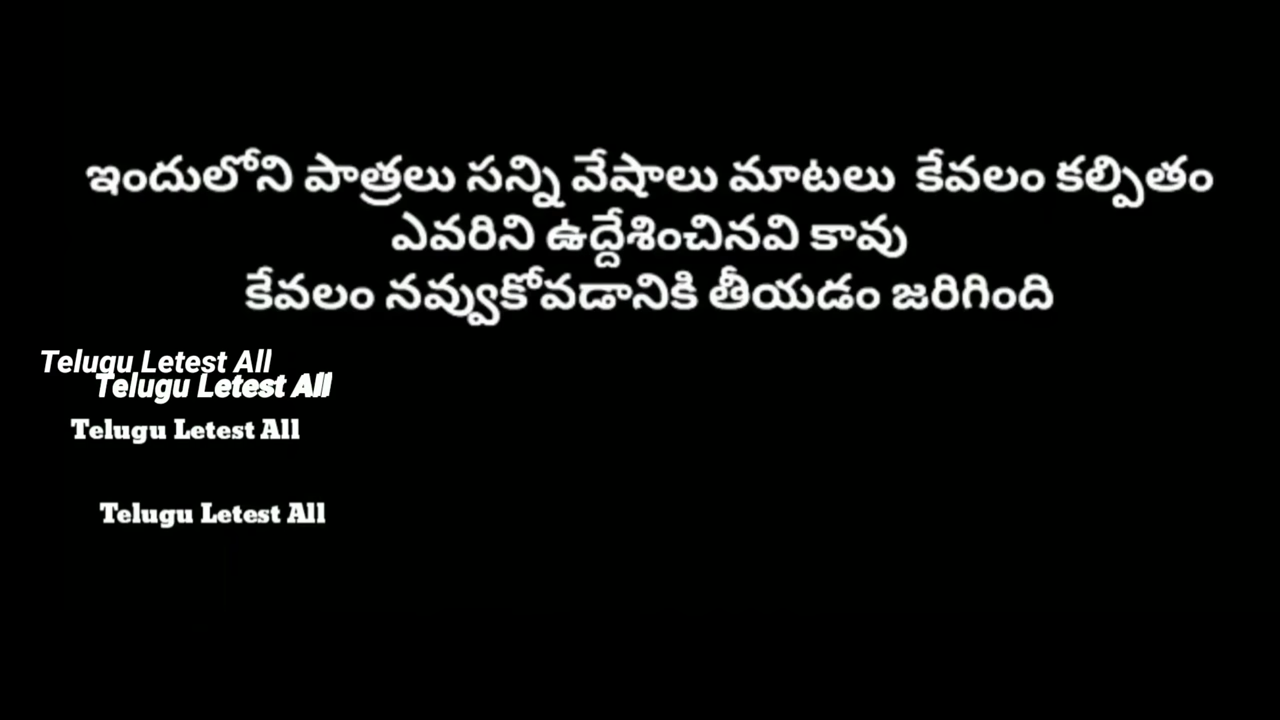 ఇందులోని పాత్రలు సన్ని వేషాలు మాటలు కేవలం కల్పితం
ఎవరిని ఉద్దేశించినవి కావు
కేవలం నవ్వుకోవడానికి తీయడం జరిగింది
Telugu Letest All
Telugu Letest All
Telugu Letest All
Telugu Letest All